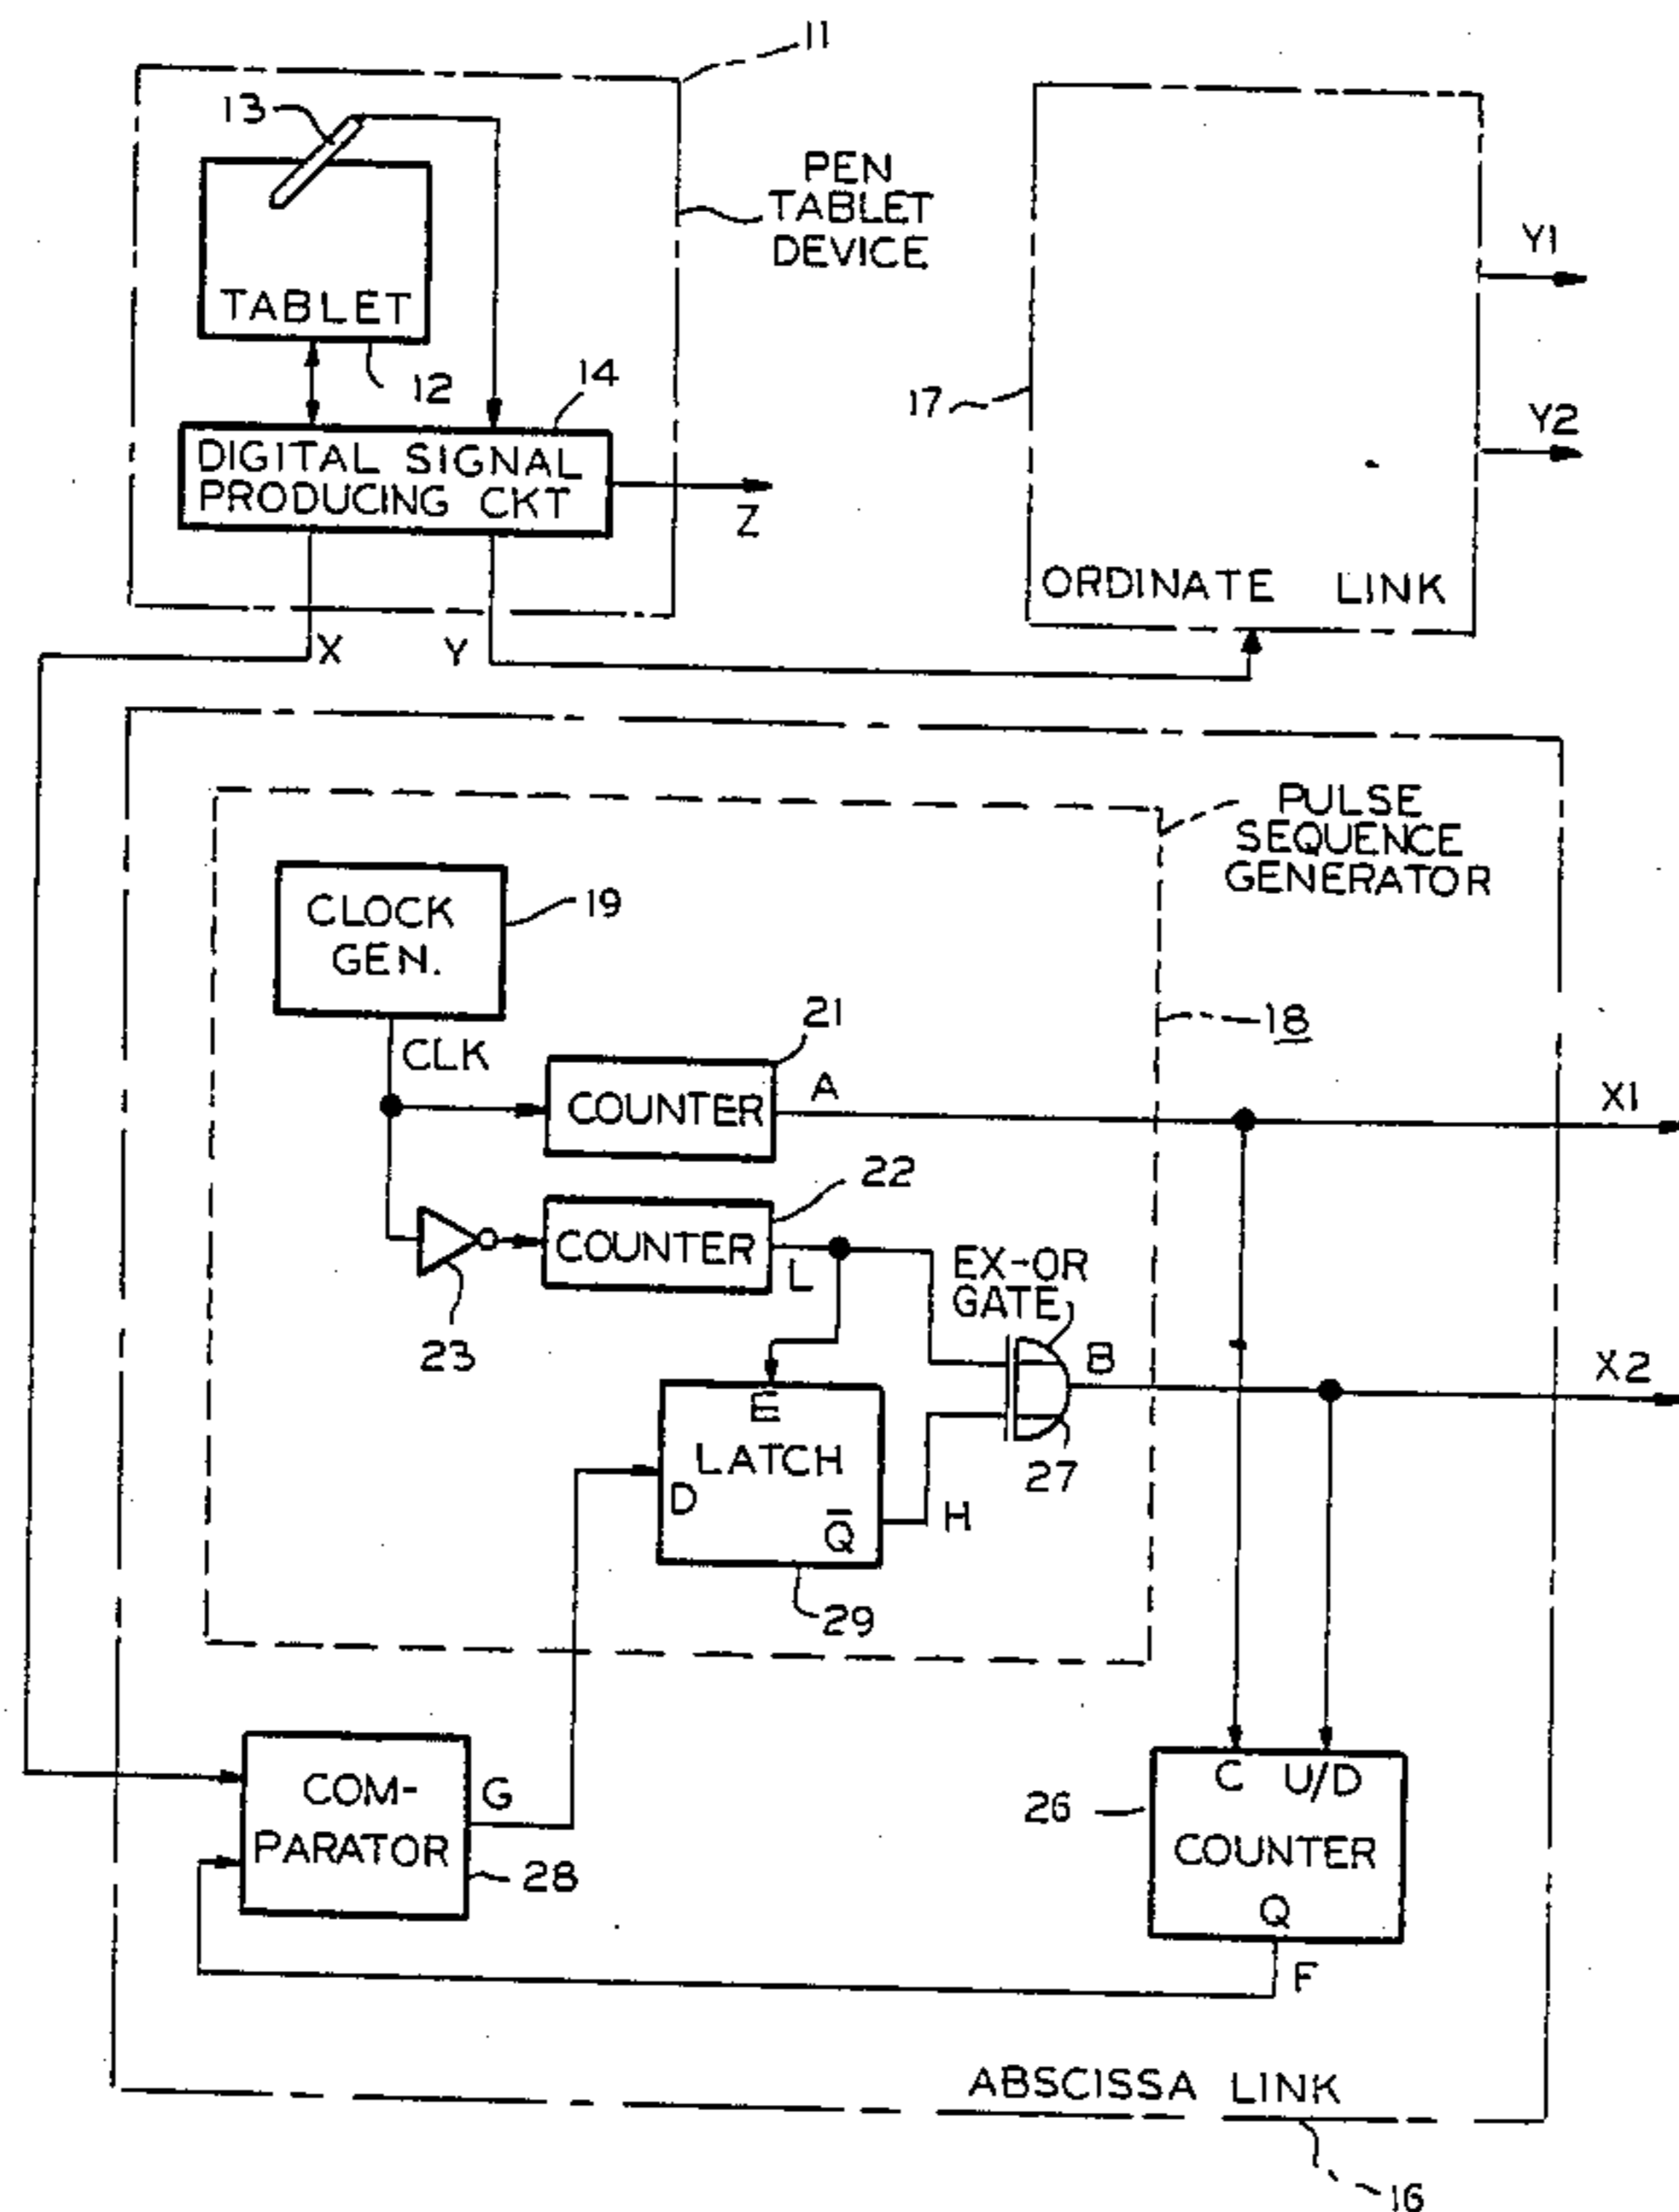 11
13
PEN
TABLET
DEVICE
TABLET
12
14
DIGITAL SIGNAL
PRODUCING CKT
Z
X
Y
17
Y1
Y2
ORDINATE LINK
PULSE
SEQUENCE
GENERATOR
CLOCK
GEN.
19
18
CLK
21
COUNTER
A
X1
22
COUNTER
L
23
EX-OR
GATE
B
X2
27
E
LATCH
D
Q̅
H
29
COM-
PARATOR
G
28
C U/D
26
COUNTER
Q
F
ABSCISSA LINK
16